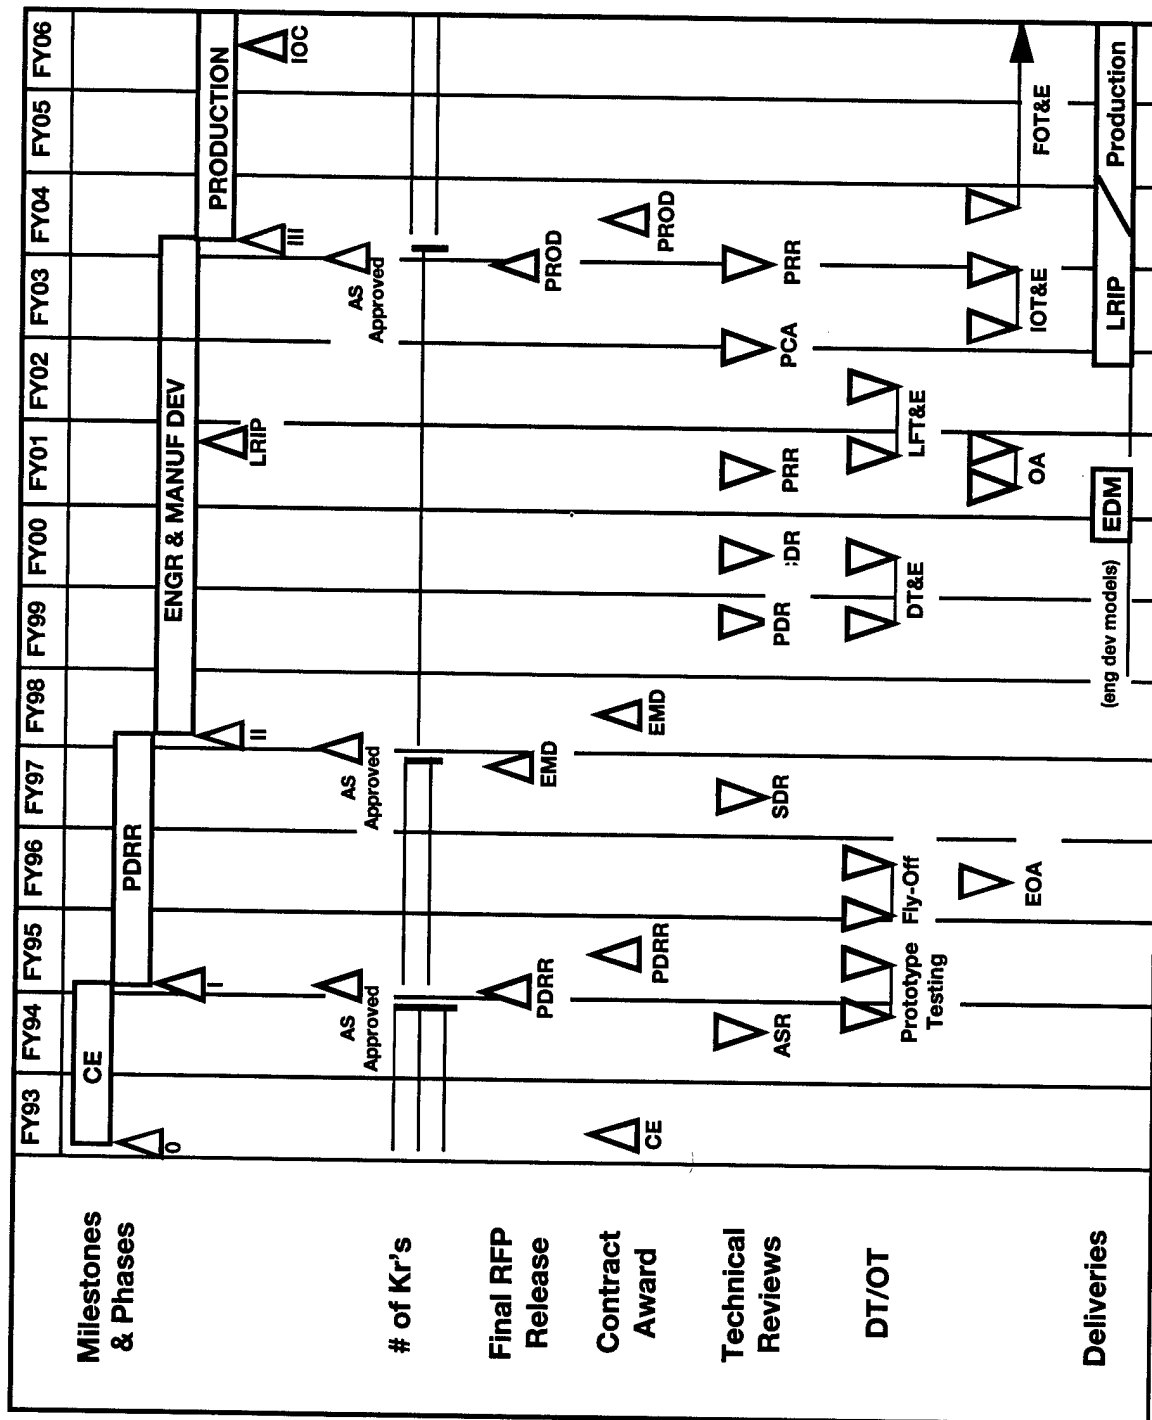 FY93 FY94 FY95 FY96 FY97 FY98 FY99 FY00 FY01 FY02 FY03 FY04 FY05 FY06
Milestones
& Phases
CE
PDRR
ENGR & MANUF DEV
PRODUCTION
0
I
II
LRIP
III
IOC
AS
Approved
AS
Approved
AS
Approved
# of Kr's
Final RFP
Release
PDRR
EMD
PROD
Contract
Award
CE
PDRR
EMD
PROD
Technical
Reviews
ASR
SDR
PDR
DR
PRR
PCA
PRR
DT/OT
Prototype
Testing
Fly-Off
DT&E
LFT&E
EOA
OA
IOT&E
FOT&E
Deliveries
(eng dev models)
EDM
LRIP
Production